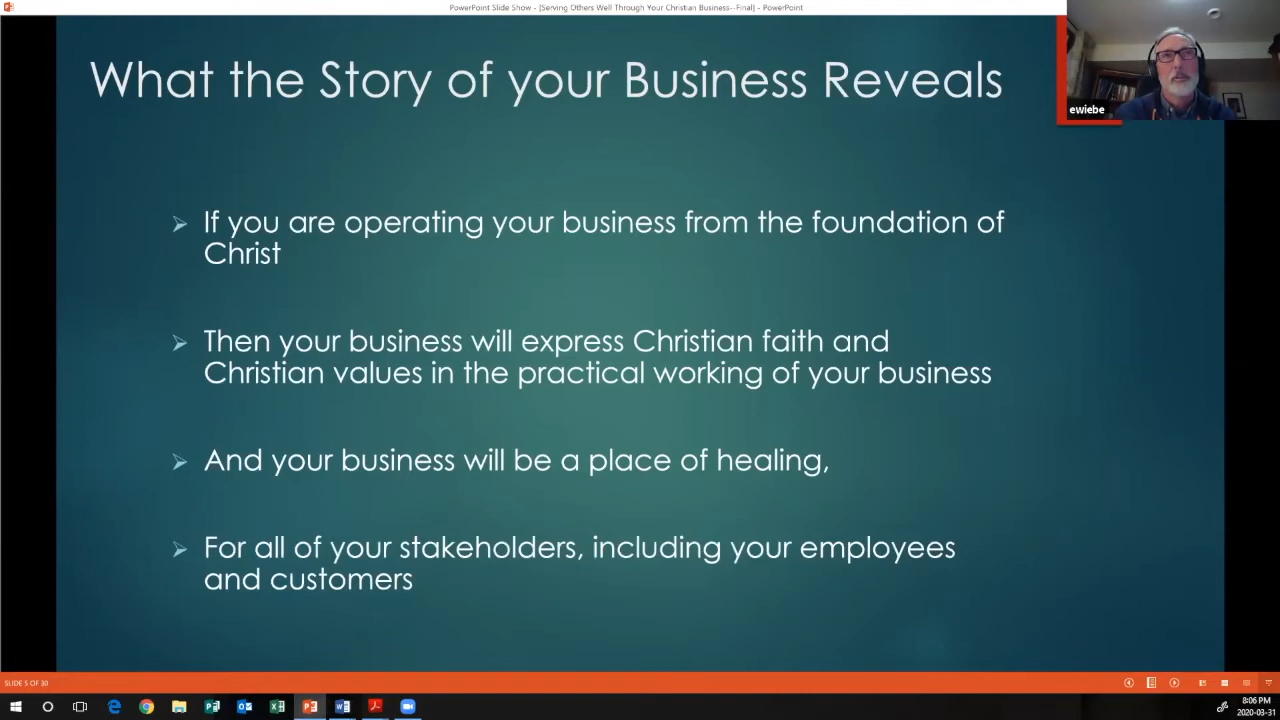 PowerPoint Slide Show - [Serving Others Well Through Your Christian Business--Final] - PowerPoint
What the Story of your Business Reveals
ewiebe
If you are operating your business from the foundation of
Christ
Then your business will express Christian faith and
Christian values in the practical working of your business
And your business will be a place of healing,
For all of your stakeholders, including your employees
and customers
SLIDE 5 OF 30
8:06 PM
2020-03-31